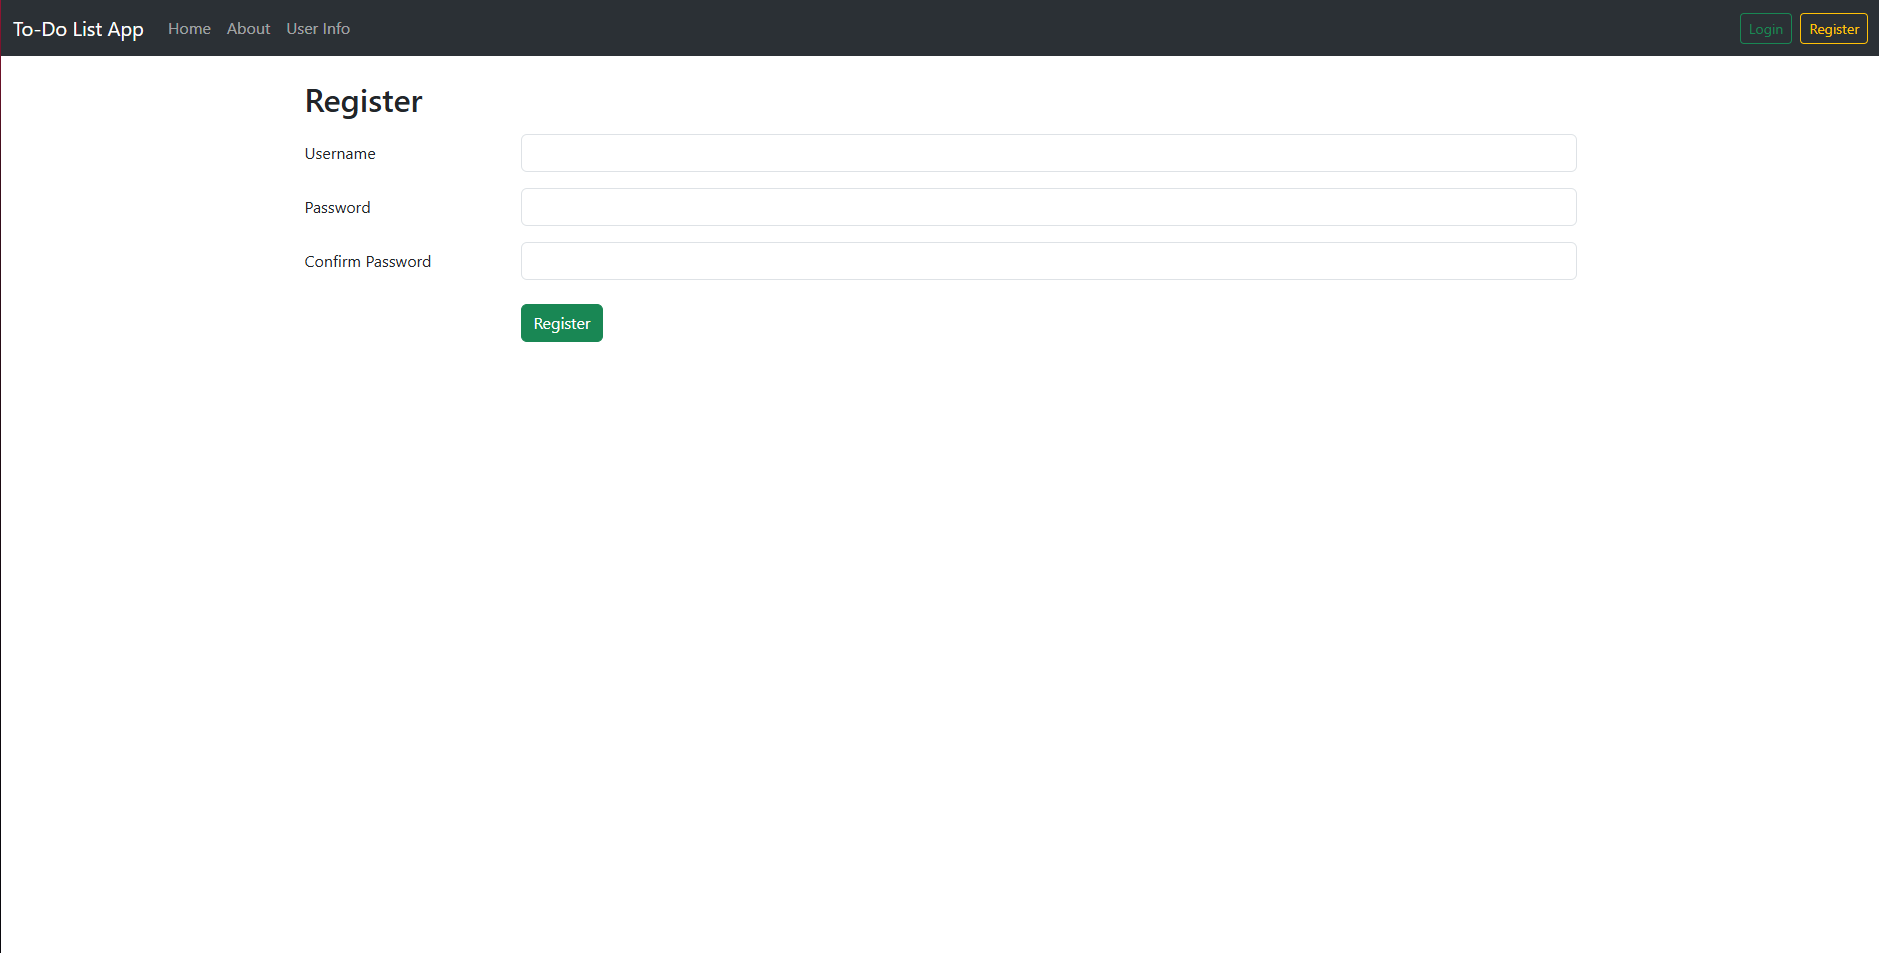 To-Do List App Home About User Info Login Register
Register
Username
Password
Confirm Password
Register